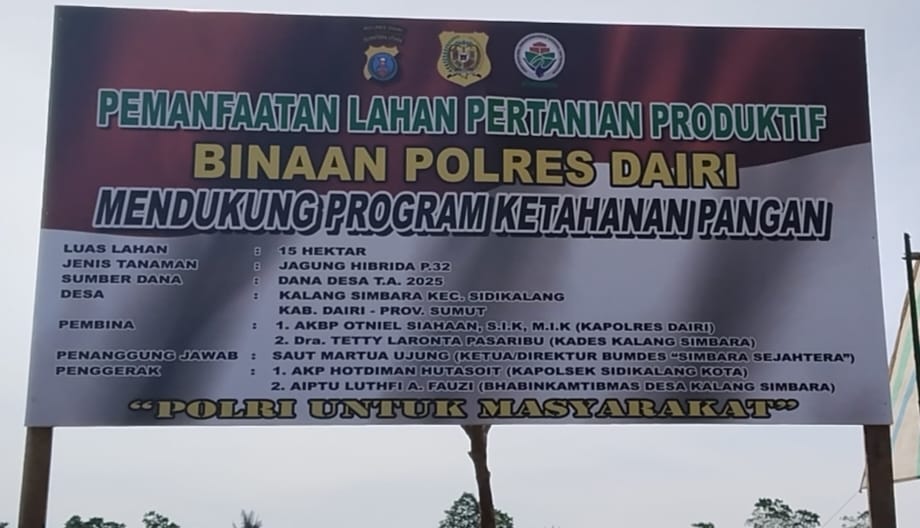 SUMATERA UTARA
PEMANFAATAN LAHAN PERTANIAN PRODUKTIF
BINAAN POLRES DAIRI
MENDUKUNG PROGRAM KETAHANAN PANGAN
LUAS LAHAN : 15 HEKTAR
JENIS TANAMAN : JAGUNG HIBRIDA P.32
SUMBER DANA : DANA DESA T.A. 2025
DESA : KALANG SIMBARA KEC. SIDIKALANG
KAB. DAIRI - PROV. SUMUT
PEMBINA : 1. AKBP OTNIEL SIAHAAN, S.I.K, M.I.K (KAPOLRES DAIRI)
2. Dra. TETTY LARONTA PASARIBU (KADES KALANG SIMBARA)
PENANGGUNG JAWAB : SAUT MARTUA UJUNG (KETUA/DIREKTUR BUMDES "SIMBARA SEJAHTERA")
PENGGERAK : 1. AKP HOTDIMAN HUTASOIT (KAPOLSEK SIDIKALANG KOTA)
2. AIPTU LUTHFI A. FAUZI (BHABINKAMTIBMAS DESA KALANG SIMBARA)
"POLRI UNTUK MASYARAKAT"